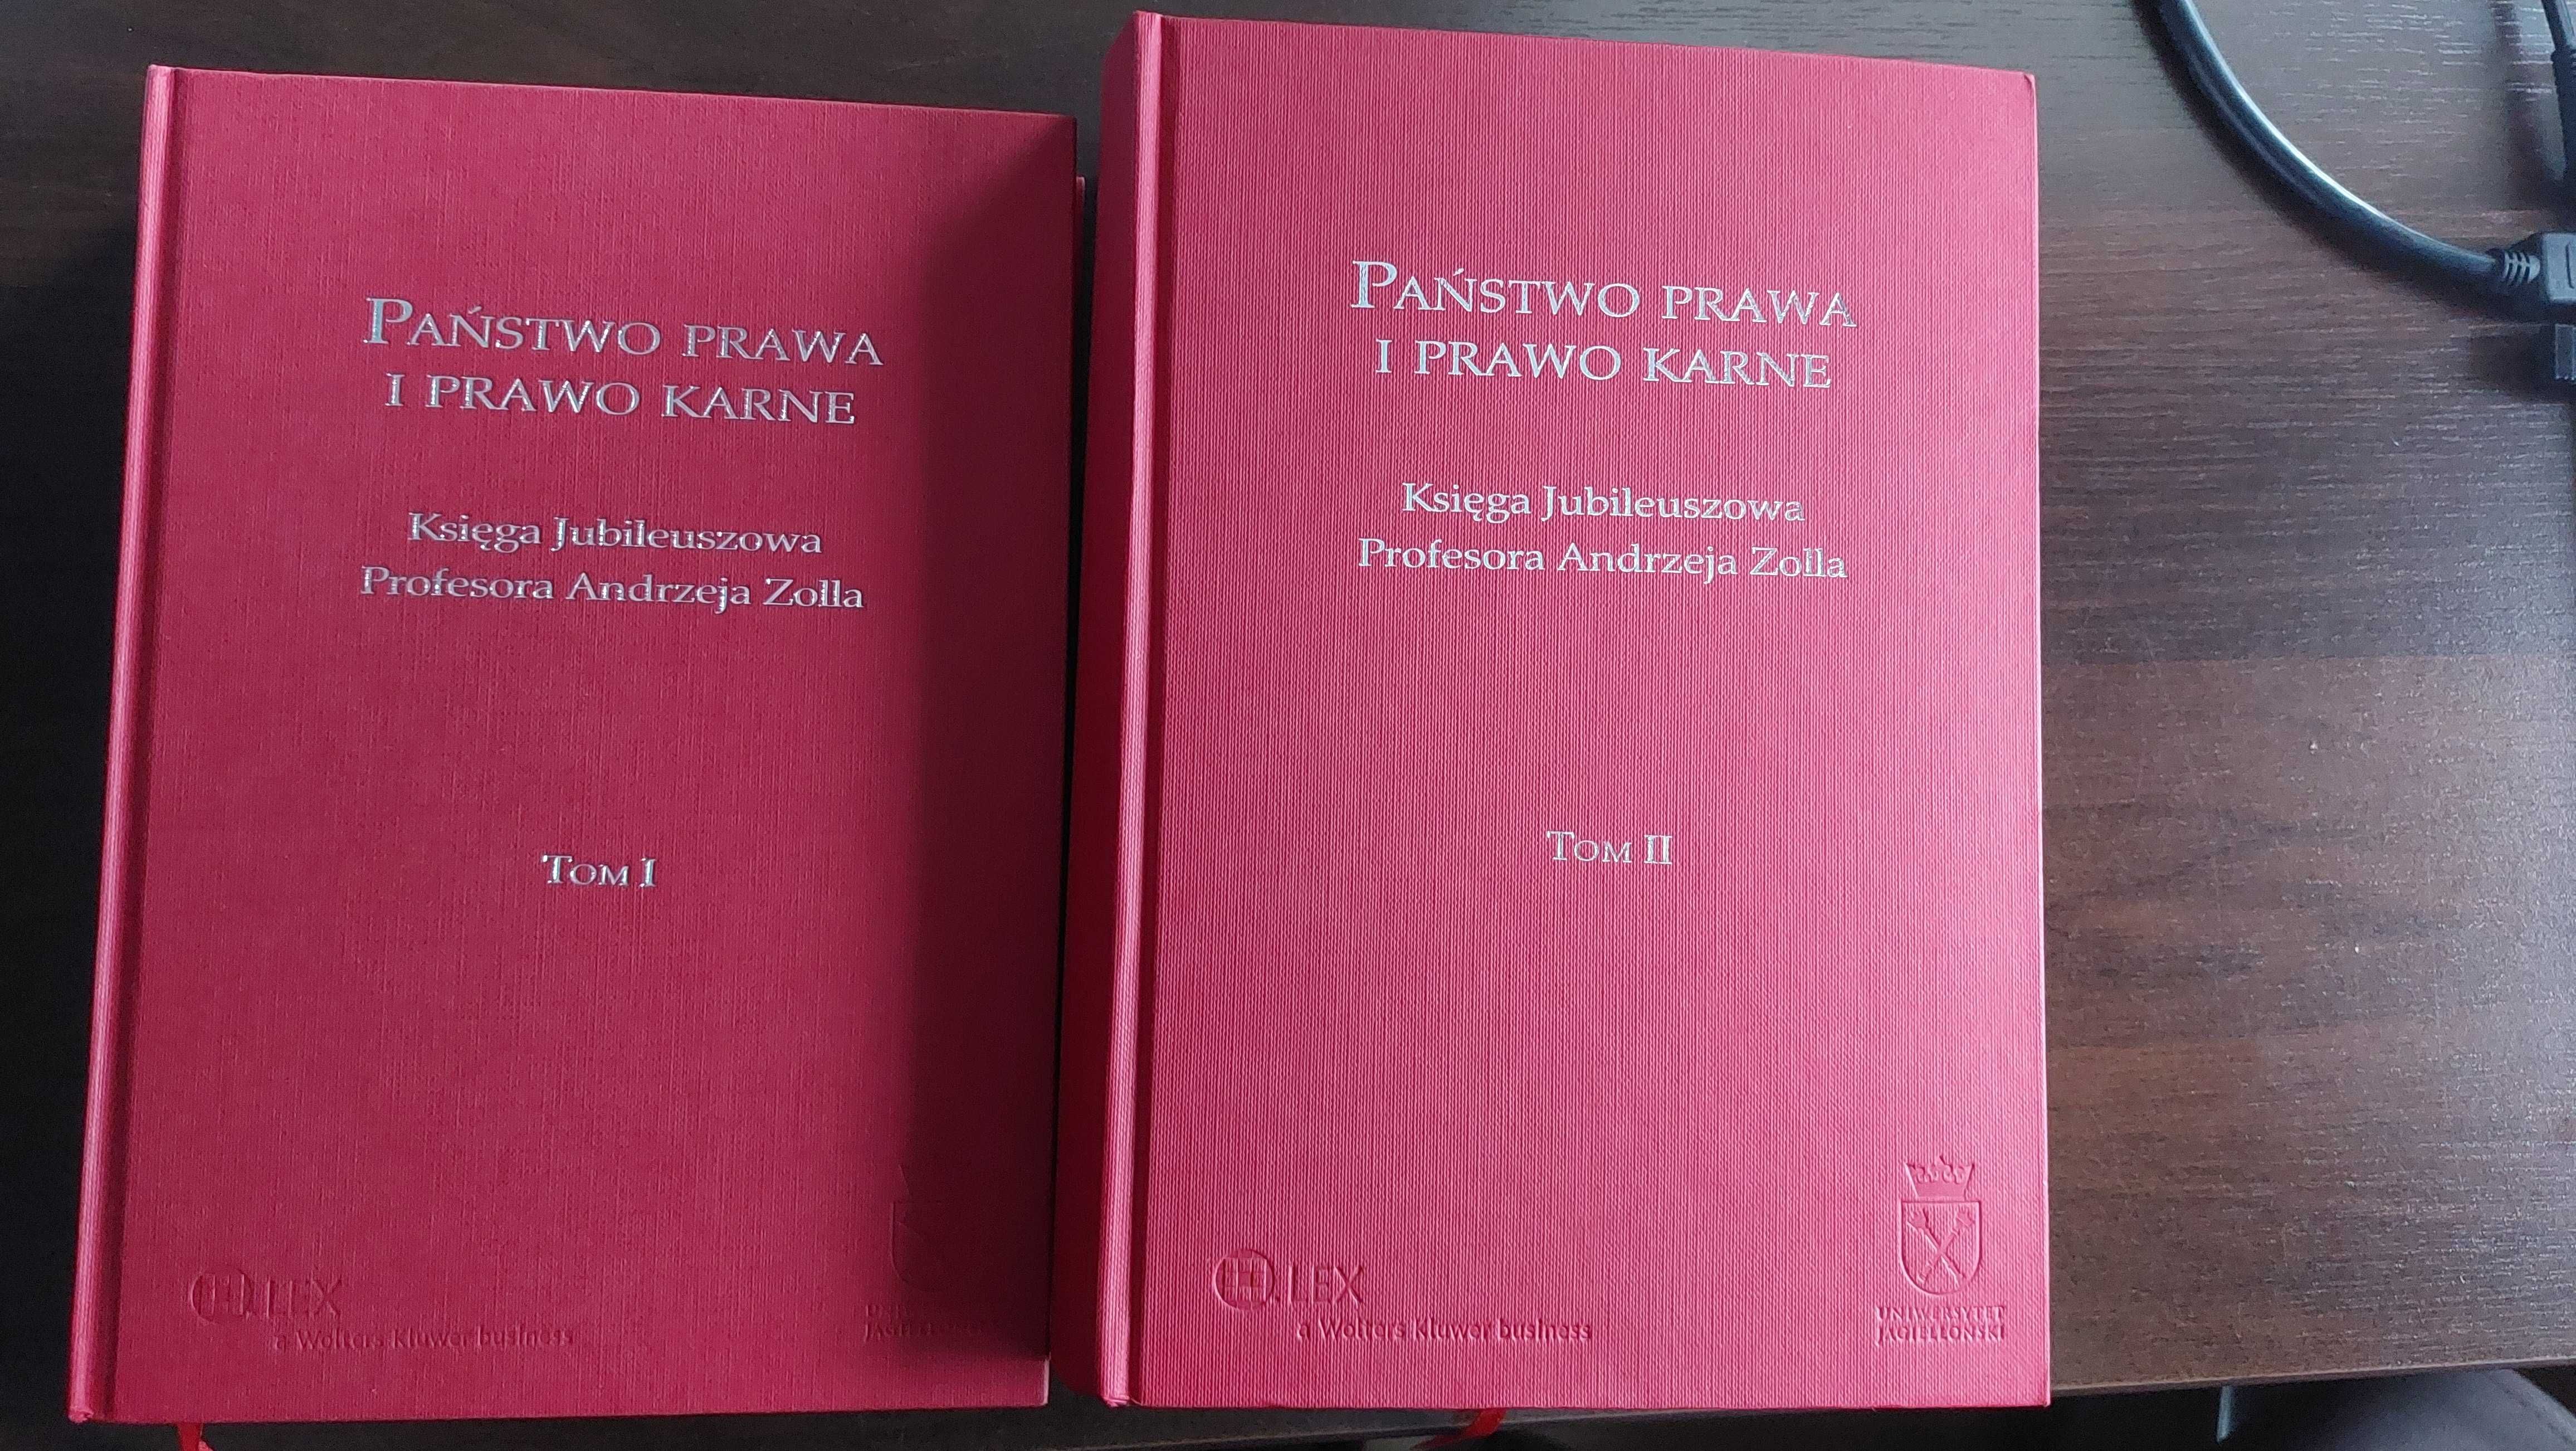 PAŃSTWO PRAWA
I PRAWO KARNE
Księga Jubileuszowa
Profesora Andrzeja Zolla
TOM I
LEX
a Wolters Kluwer business
PAŃSTWO PRAWA
I PRAWO KARNE
Księga Jubileuszowa
Profesora Andrzeja Zolla
TOM II
LEX
a Wolters Kluwer business
UNIWERSYTET
JAGIELLOŃSKI